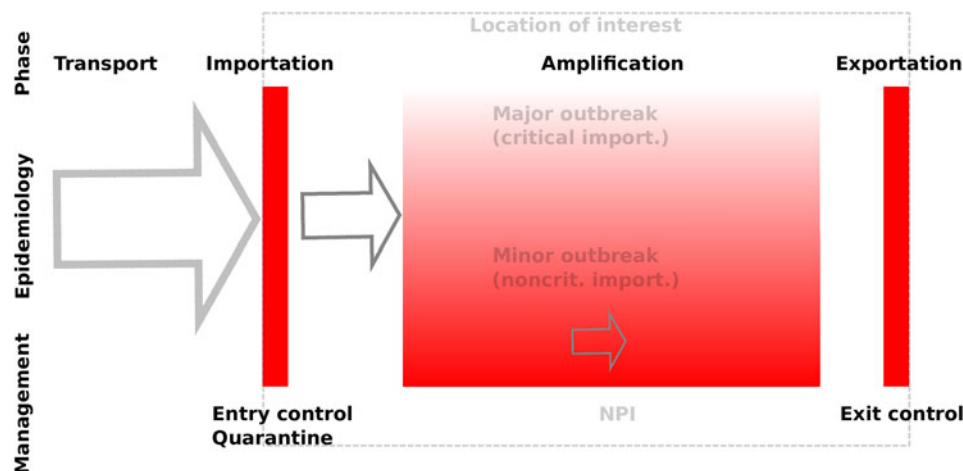 Location of interest
Phase
Transport
Importation
Amplification
Exportation
Epidemiology
Major outbreak
(critical import.)
Minor outbreak
(noncrit. import.)
Management
Entry control
Quarantine
NPI
Exit control